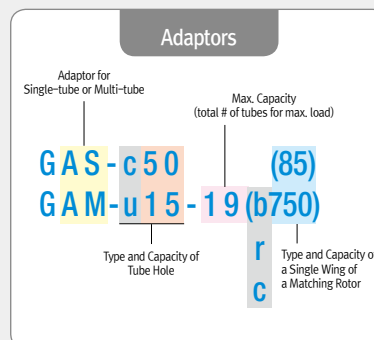 Adaptors
Adaptor for
Single-tube or Multi-tube
Max. Capacity
(total # of tubes for max. load)
GAS-c50 (85)
GAM-u15-19(b750)
r
c
Type and Capacity of
Tube Hole
Type and Capacity of
a Single Wing of
a Matching Rotor